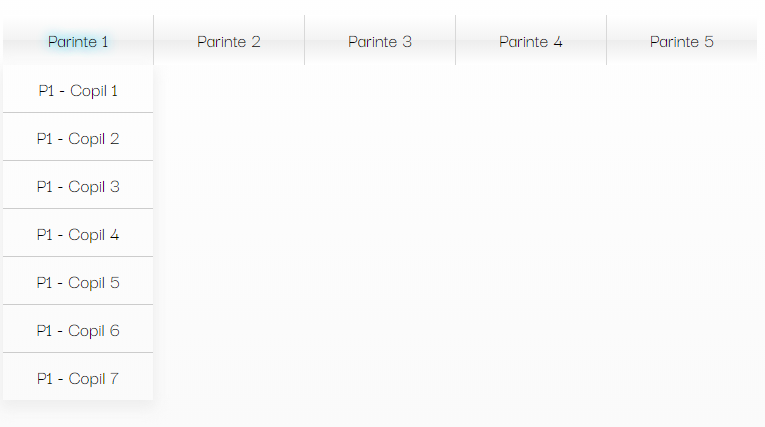 Parinte 1 Parinte 2 Parinte 3 Parinte 4 Parinte 5
P1 - Copil 1
P1 - Copil 2
P1 - Copil 3
P1 - Copil 4
P1 - Copil 5
P1 - Copil 6
P1 - Copil 7